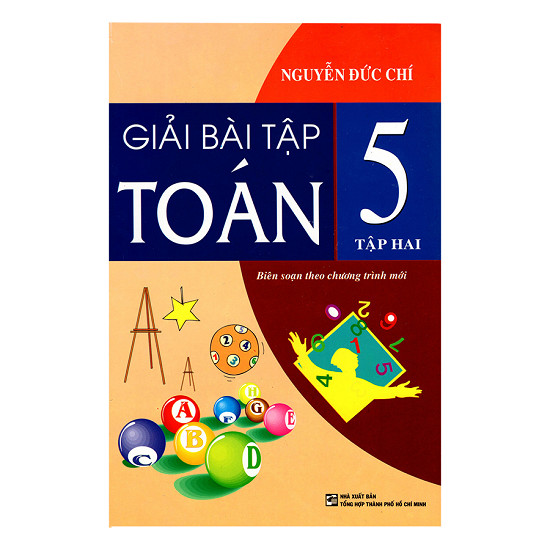 NGUYỄN ĐỨC CHÍ
GIẢI BÀI TẬP
TOÁN
5
TẬP HAI
Biên soạn theo chương trình mới
A
B
C
D
E
F
G
H
NHÀ XUẤT BẢN
TỔNG HỢP THÀNH PHỐ HỒ CHÍ MINH